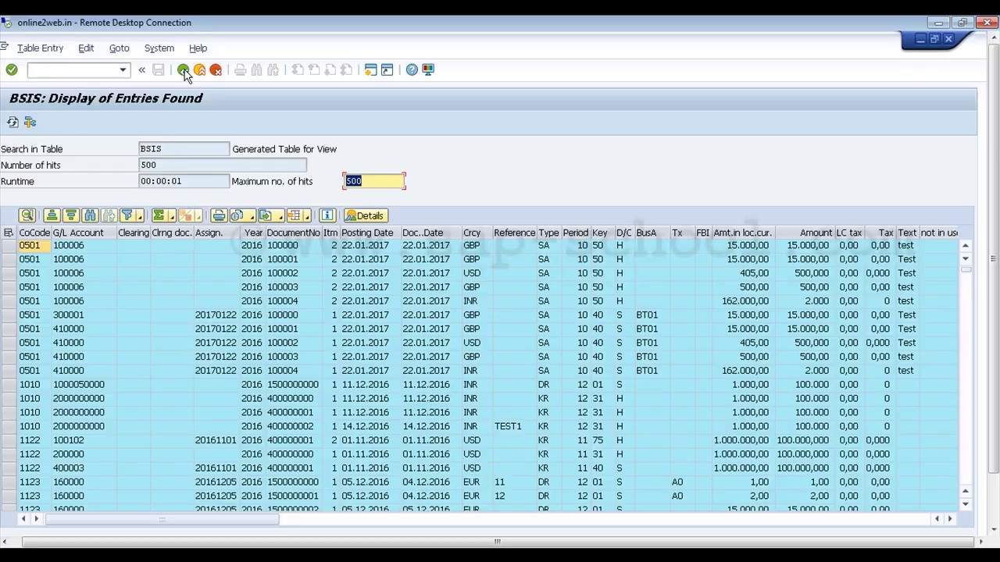 online2web.in - Remote Desktop Connection
Table Entry Edit Goto System Help
BSIS: Display of Entries Found
Search in Table BSIS Generated Table for View
Number of hits 500
Runtime 00:00:01 Maximum no. of hits 500
Details
CoCode G/L Account Clearing Clrng doc. Assign. Year DocumentNo Itm Posting Date Doc..Date Crcy Reference Type Period Key D/C BusA Tx FBI Amt.in loc.cur. Amount LC tax Tax Text not in use
0501 100006 2016 100000 2 22.01.2017 22.01.2017 GBP SA 10 50 H 15.000,00 15.000,00 0,00 0,00 test
0501 100006 2016 100001 2 22.01.2017 22.01.2017 GBP SA 10 50 H 15.000,00 15.000,00 0,00 0,00 Test
0501 100006 2016 100002 2 22.01.2017 22.01.2017 USD SA 10 50 H 405,00 500,000 0,00 0,000 Test
0501 100006 2016 100003 2 22.01.2017 22.01.2017 GBP SA 10 50 H 500,00 500,00 0,00 0,00 Test
0501 100006 2016 100004 2 22.01.2017 22.01.2017 INR SA 10 50 H 162.000,00 2.000 0,00 0 test
0501 300001 20170122 2016 100000 1 22.01.2017 22.01.2017 GBP SA 10 40 S BT01 15.000,00 15.000,00 0,00 0,00 test
0501 410000 20170122 2016 100001 1 22.01.2017 22.01.2017 GBP SA 10 40 S BT01 15.000,00 15.000,00 0,00 0,00 Test
0501 410000 20170122 2016 100002 1 22.01.2017 22.01.2017 USD SA 10 40 S BT01 405,00 500,000 0,00 0,000 Test
0501 410000 20170122 2016 100003 1 22.01.2017 22.01.2017 GBP SA 10 40 S BT01 500,00 500,00 0,00 0,00 Test
0501 410000 20170122 2016 100004 1 22.01.2017 22.01.2017 INR SA 10 40 S BT01 162.000,00 2.000 0,00 0 test
1010 1000050000 2016 1500000000 1 11.12.2016 11.12.2016 INR DR 12 01 S 1.000,00 100.000 0,00 0
1010 2000000000 2016 400000000 1 11.12.2016 11.12.2016 INR KR 12 31 H 1.000,00 100.000 0,00 0
1010 2000000000 2016 400000001 1 11.12.2016 11.12.2016 INR KR 12 31 H 1.000,00 100.000 0,00 0
1010 2000000000 2016 400000002 1 14.12.2016 14.12.2016 INR TEST1 KR 12 31 H 1.000,00 100.000 0,00 0
1122 100102 20161101 2016 400000001 2 01.11.2016 01.11.2016 USD KR 11 75 H 1.000.000,00 100.000,000 0,00 0,000
1122 200000 2016 400000001 1 01.11.2016 01.11.2016 USD KR 11 31 H 1.000.000,00 100.000,000 0,00 0,000
1122 400003 20161101 2016 400000001 1 01.11.2016 01.11.2016 USD KR 11 40 S 1.000.000,00 100.000,000 0,00 0,000
1123 160000 20161205 2016 1500000000 1 05.12.2016 04.12.2016 EUR 11 DR 12 01 S A0 1,00 1,00 0,00 0,00
1123 160000 20161205 2016 1500000001 1 05.12.2016 04.12.2016 EUR 12 DR 12 01 S A0 2,00 2,00 0,00 0,00
1123 160000 20161205 2016 1500000002 1 05.12.2016 05.12.2016 EUR DR 12 01 S 15.000,00 15.000,00 0,00 0,00